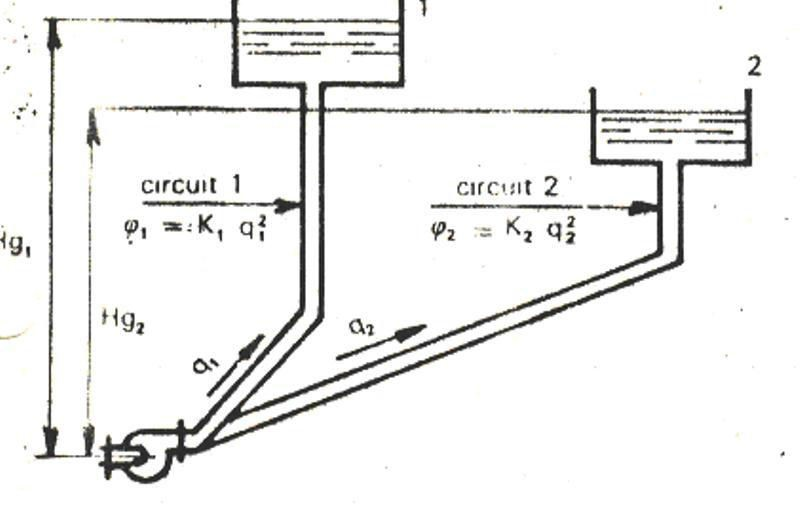 1
2
circuit 1
φ₁ = K₁ q₁²
circuit 2
φ₂ = K₂ q₂²
Hg₁
Hg₂
q₁
q₂